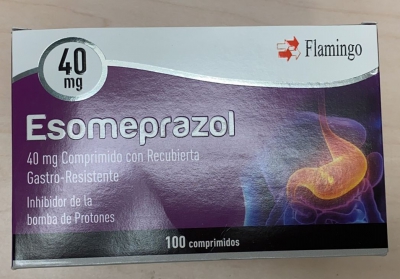 40
mg
Flamingo
Esomeprazol
40 mg Comprimido con Recubierta
Gastro-Resistente
Inhibidor de la
bomba de Protones
100 comprimidos